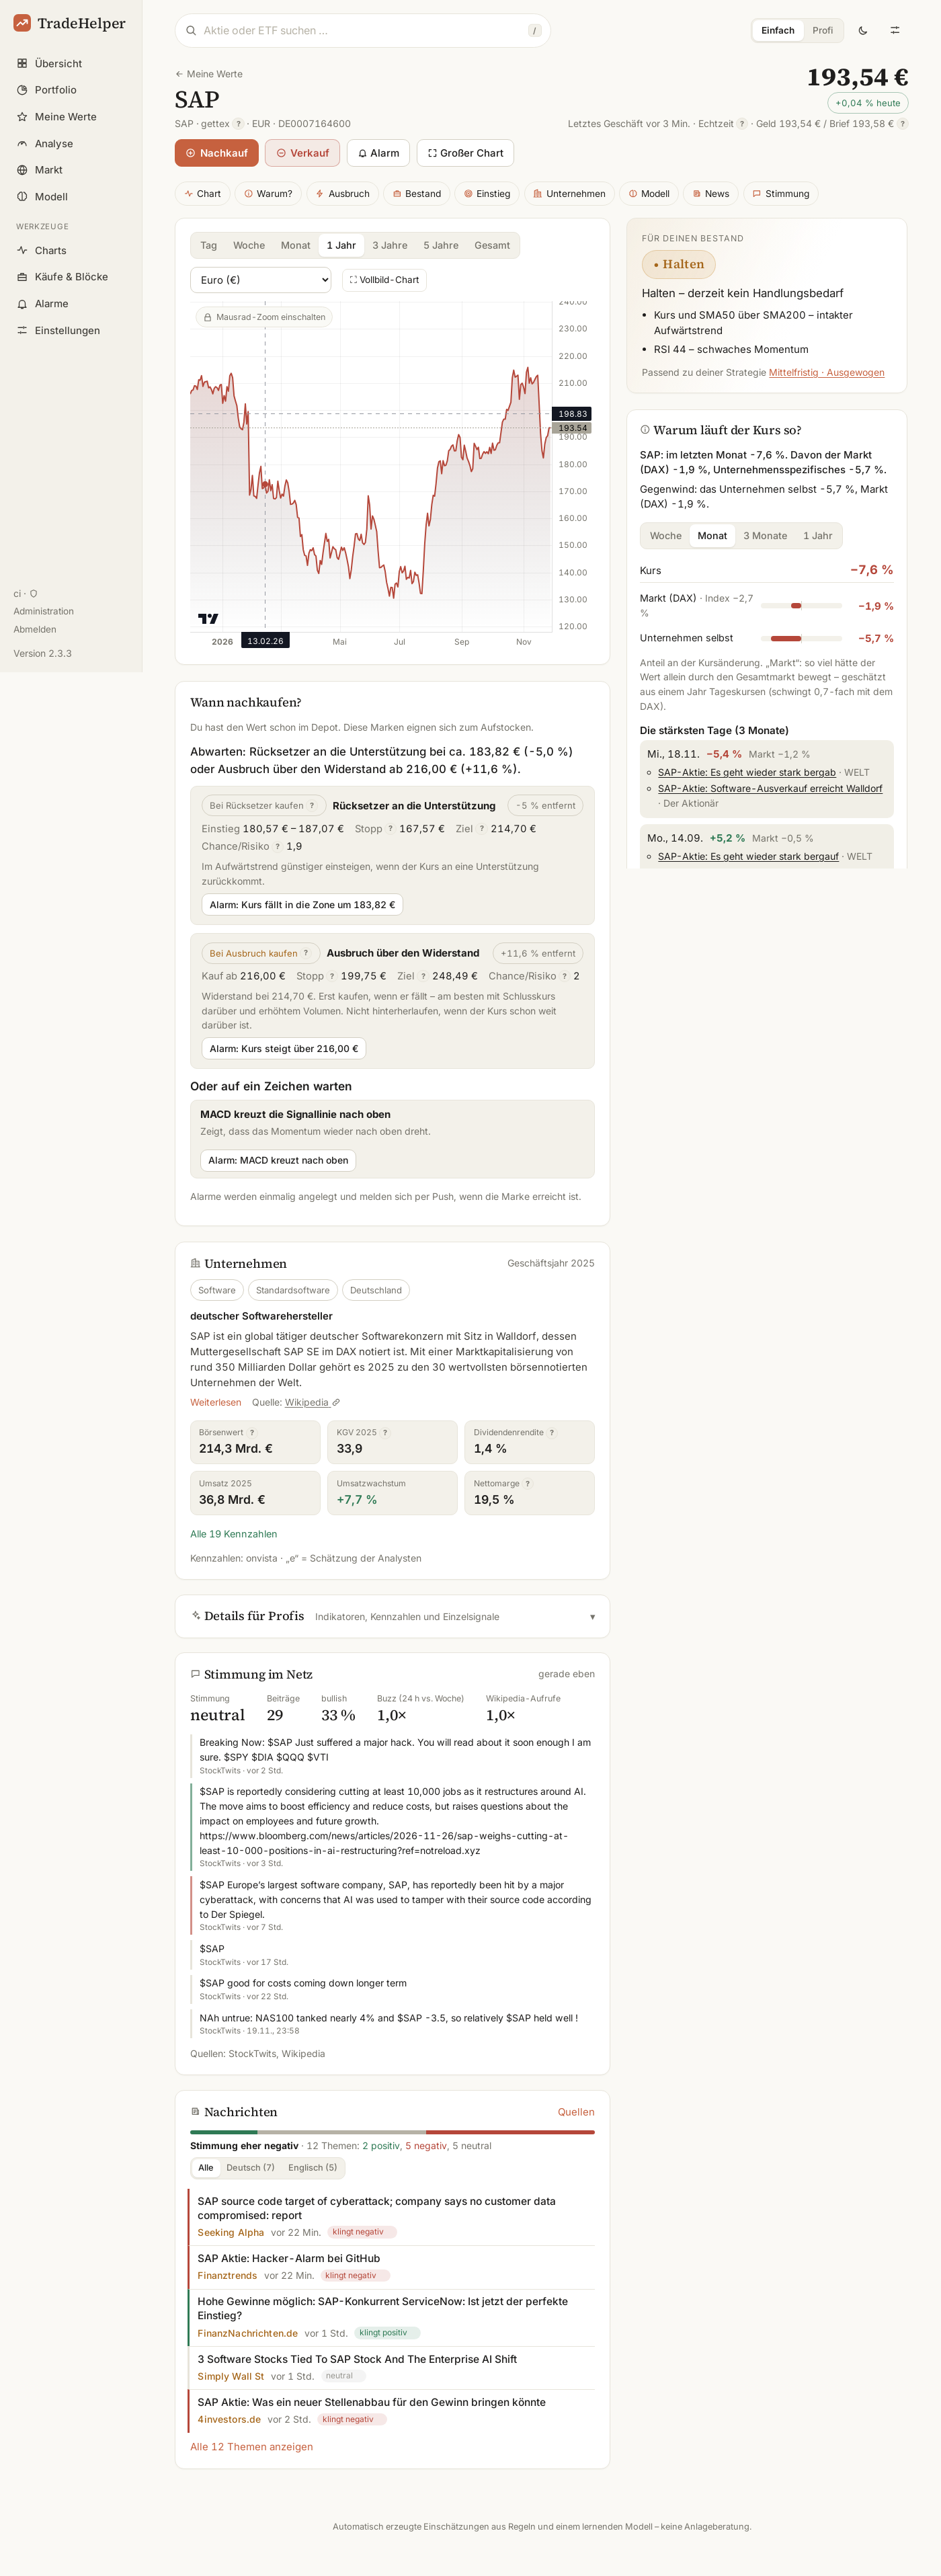 TradeHelper
Übersicht
Portfolio
Meine Werte
Analyse
Markt
Modell
WERKZEUGE
Charts
Käufe & Blöcke
Alarme
Einstellungen
ci · O
Administration
Abmelden
Version 2.3.3
Aktie oder ETF suchen …
/
Einfach Profi
← Meine Werte
SAP
SAP · gettex ? · EUR · DE0007164600
193,54 €
+0,04 % heute
Letztes Geschäft vor 3 Min. · Echtzeit ? · Geld 193,54 € / Brief 193,58 € ?
Nachkauf Verkauf Alarm Großer Chart
Chart Warum? Ausbruch Bestand Einstieg Unternehmen Modell News Stimmung
Tag Woche Monat 1 Jahr 3 Jahre 5 Jahre Gesamt
Euro (€) Vollbild-Chart
Mausrad-Zoom einschalten
240.00
230.00
220.00
210.00
198.83
193.54
190.00
180.00
170.00
160.00
150.00
140.00
130.00
120.00
2026 13.02.26 Mai Jul Sep Nov
FÜR DEINEN BESTAND
• Halten
Halten – derzeit kein Handlungsbedarf
• Kurs und SMA50 über SMA200 – intakter
Aufwärtstrend
• RSI 44 – schwaches Momentum
Passend zu deiner Strategie Mittelfristig · Ausgewogen
Warum läuft der Kurs so?
SAP: im letzten Monat -7,6 %. Davon der Markt
(DAX) -1,9 %, Unternehmensspezifisches -5,7 %.
Gegenwind: das Unternehmen selbst -5,7 %, Markt
(DAX) -1,9 %.
Woche Monat 3 Monate 1 Jahr
Kurs −7,6 %
Markt (DAX) · Index −2,7
% −1,9 %
Unternehmen selbst −5,7 %
Anteil an der Kursänderung. „Markt“: so viel hätte der
Wert allein durch den Gesamtmarkt bewegt – geschätzt
aus einem Jahr Tageskursen (schwingt 0,7-fach mit dem
DAX).
Die stärksten Tage (3 Monate)
Mi., 18.11. −5,4 % Markt −1,2 %
SAP-Aktie: Es geht wieder stark bergab · WELT
SAP-Aktie: Software-Ausverkauf erreicht Walldorf
· Der Aktionär
Mo., 14.09. +5,2 % Markt −0,5 %
SAP-Aktie: Es geht wieder stark bergauf · WELT
Wann nachkaufen?
Du hast den Wert schon im Depot. Diese Marken eignen sich zum Aufstocken.
Abwarten: Rücksetzer an die Unterstützung bei ca. 183,82 € (-5,0 %)
oder Ausbruch über den Widerstand ab 216,00 € (+11,6 %).
Bei Rücksetzer kaufen ? Rücksetzer an die Unterstützung -5 % entfernt
Einstieg 180,57 € – 187,07 € Stopp ? 167,57 € Ziel ? 214,70 €
Chance/Risiko ? 1,9
Im Aufwärtstrend günstiger einsteigen, wenn der Kurs an eine Unterstützung
zurückkommt.
Alarm: Kurs fällt in die Zone um 183,82 €
Bei Ausbruch kaufen ? Ausbruch über den Widerstand +11,6 % entfernt
Kauf ab 216,00 € Stopp ? 199,75 € Ziel ? 248,49 € Chance/Risiko ? 2
Widerstand bei 214,70 €. Erst kaufen, wenn er fällt – am besten mit Schlusskurs
darüber und erhöhtem Volumen. Nicht hinterherlaufen, wenn der Kurs schon weit
darüber ist.
Alarm: Kurs steigt über 216,00 €
Oder auf ein Zeichen warten
MACD kreuzt die Signallinie nach oben
Zeigt, dass das Momentum wieder nach oben dreht.
Alarm: MACD kreuzt nach oben
Alarme werden einmalig angelegt und melden sich per Push, wenn die Marke erreicht ist.
Unternehmen Geschäftsjahr 2025
Software Standardsoftware Deutschland
deutscher Softwarehersteller
SAP ist ein global tätiger deutscher Softwarekonzern mit Sitz in Walldorf, dessen
Muttergesellschaft SAP SE im DAX notiert ist. Mit einer Marktkapitalisierung von
rund 350 Milliarden Dollar gehört es 2025 zu den 30 wertvollsten börsennotierten
Unternehmen der Welt.
Weiterlesen Quelle: Wikipedia
Börsenwert ? KGV 2025 ? Dividendenrendite ?
214,3 Mrd. € 33,9 1,4 %
Umsatz 2025 Umsatzwachstum Nettomarge ?
36,8 Mrd. € +7,7 % 19,5 %
Alle 19 Kennzahlen
Kennzahlen: onvista · „e“ = Schätzung der Analysten
Details für Profis Indikatoren, Kennzahlen und Einzelsignale ▾
Stimmung im Netz gerade eben
Stimmung Beiträge bullish Buzz (24 h vs. Woche) Wikipedia-Aufrufe
neutral 29 33 % 1,0× 1,0×
Breaking Now: $SAP Just suffered a major hack. You will read about it soon enough I am
sure. $SPY $DIA $QQQ $VTI
StockTwits · vor 2 Std.
$SAP is reportedly considering cutting at least 10,000 jobs as it restructures around AI.
The move aims to boost efficiency and reduce costs, but raises questions about the
impact on employees and future growth.
https://www.bloomberg.com/news/articles/2026-11-26/sap-weighs-cutting-at-
least-10-000-positions-in-ai-restructuring?ref=notreload.xyz
StockTwits · vor 3 Std.
$SAP Europe’s largest software company, SAP, has reportedly been hit by a major
cyberattack, with concerns that AI was used to tamper with their source code according
to Der Spiegel.
StockTwits · vor 7 Std.
$SAP
StockTwits · vor 17 Std.
$SAP good for costs coming down longer term
StockTwits · vor 22 Std.
NAh untrue: NAS100 tanked nearly 4% and $SAP -3.5, so relatively $SAP held well !
StockTwits · 19.11., 23:58
Quellen: StockTwits, Wikipedia
Nachrichten Quellen
Stimmung eher negativ · 12 Themen: 2 positiv, 5 negativ, 5 neutral
Alle Deutsch (7) Englisch (5)
SAP source code target of cyberattack; company says no customer data
compromised: report
Seeking Alpha vor 22 Min. klingt negativ
SAP Aktie: Hacker-Alarm bei GitHub
Finanztrends vor 22 Min. klingt negativ
Hohe Gewinne möglich: SAP-Konkurrent ServiceNow: Ist jetzt der perfekte
Einstieg?
FinanzNachrichten.de vor 1 Std. klingt positiv
3 Software Stocks Tied To SAP Stock And The Enterprise AI Shift
Simply Wall St vor 1 Std. neutral
SAP Aktie: Was ein neuer Stellenabbau für den Gewinn bringen könnte
4investors.de vor 2 Std. klingt negativ
Alle 12 Themen anzeigen
Automatisch erzeugte Einschätzungen aus Regeln und einem lernenden Modell – keine Anlageberatung.